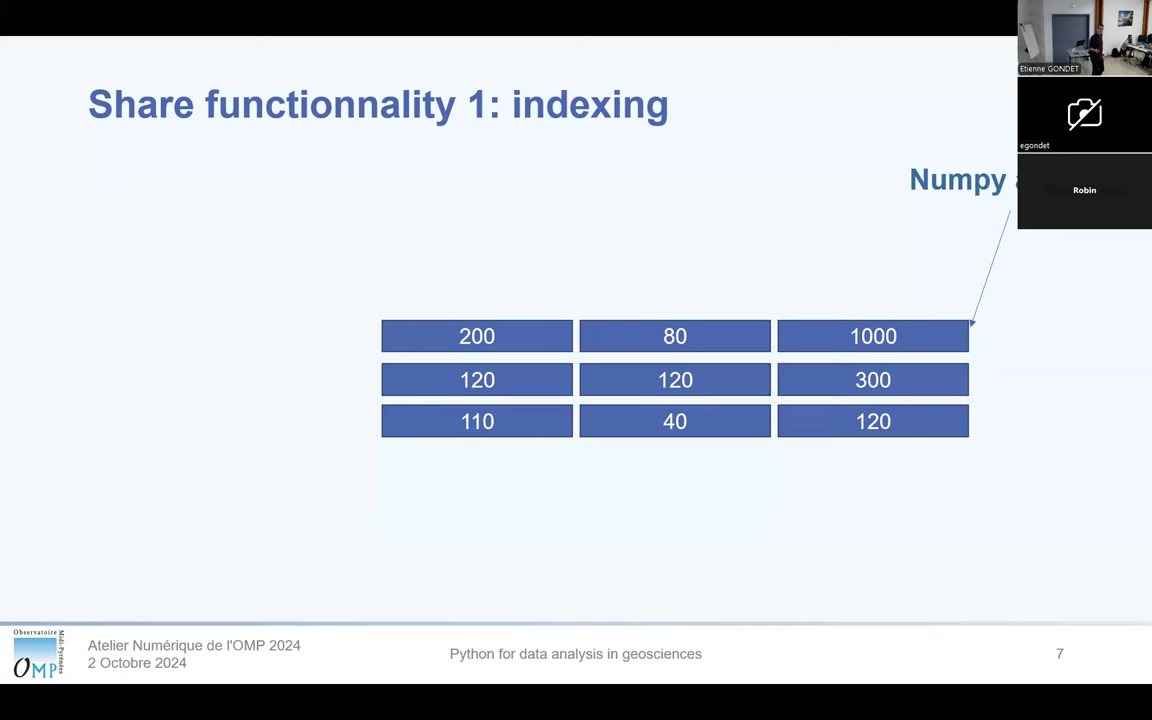 Etienne GONDET
egondet
Robin
Share functionnality 1: indexing
Numpy
200 80 1000
120 120 300
110 40 120
Observatoire
Midi-Pyrénées
OMP
Atelier Numérique de l'OMP 2024
2 Octobre 2024
Python for data analysis in geosciences
7